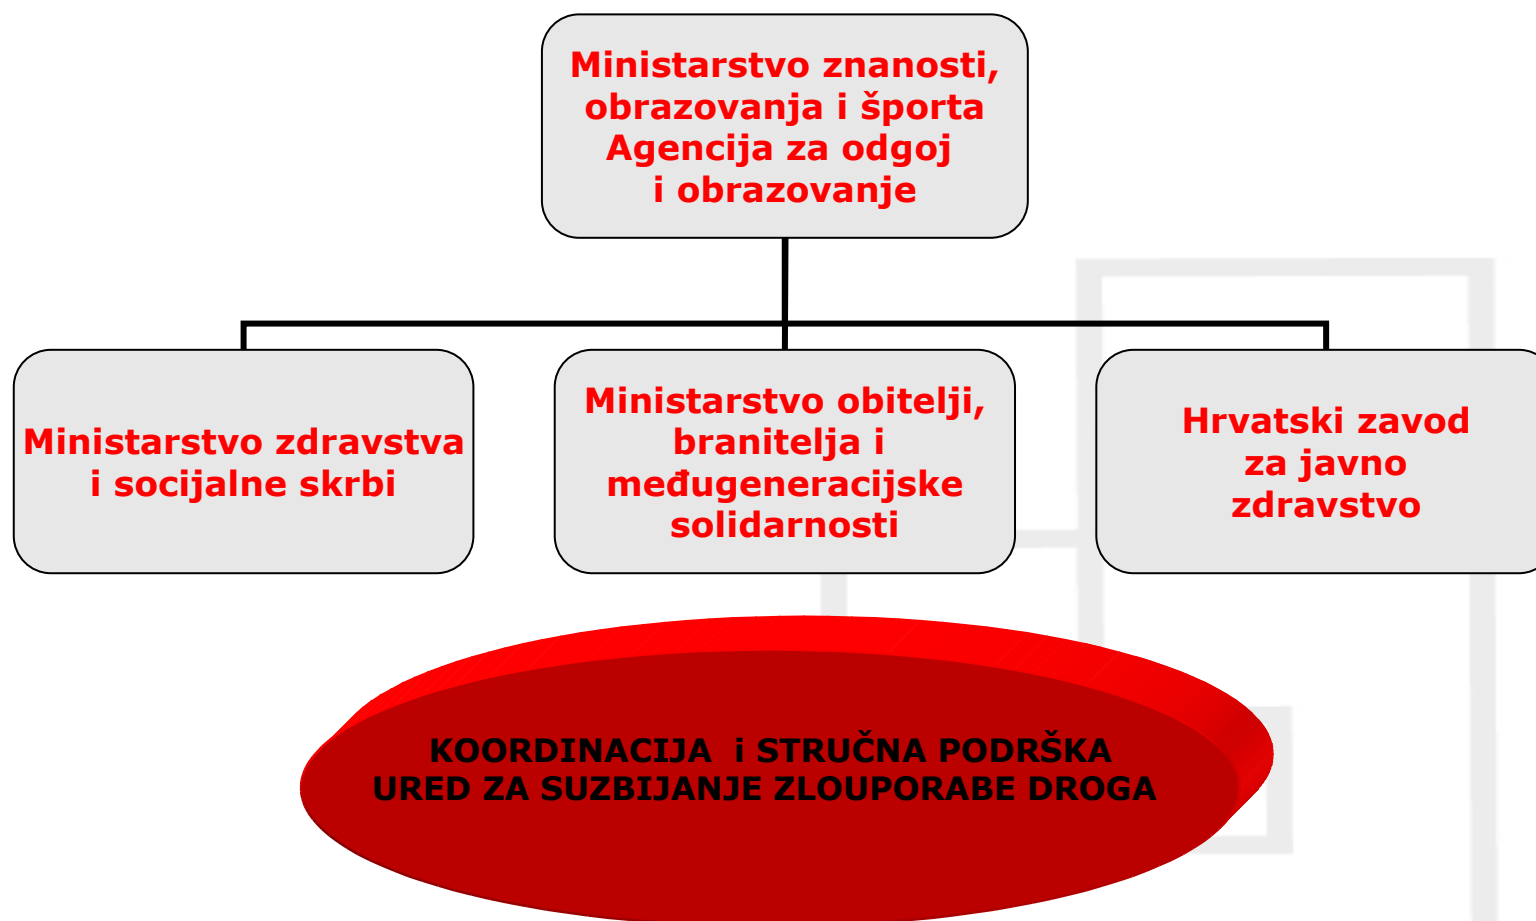 Ministarstvo znanosti,
obrazovanja i športa
Agencija za odgoj
i obrazovanje
Ministarstvo zdravstva
i socijalne skrbi
Ministarstvo obitelji,
branitelja i
međugeneracijske
solidarnosti
Hrvatski zavod
za javno
zdravstvo
KOORDINACIJA i STRUČNA PODRŠKA
URED ZA SUZBIJANJE ZLOUPORABE DROGA